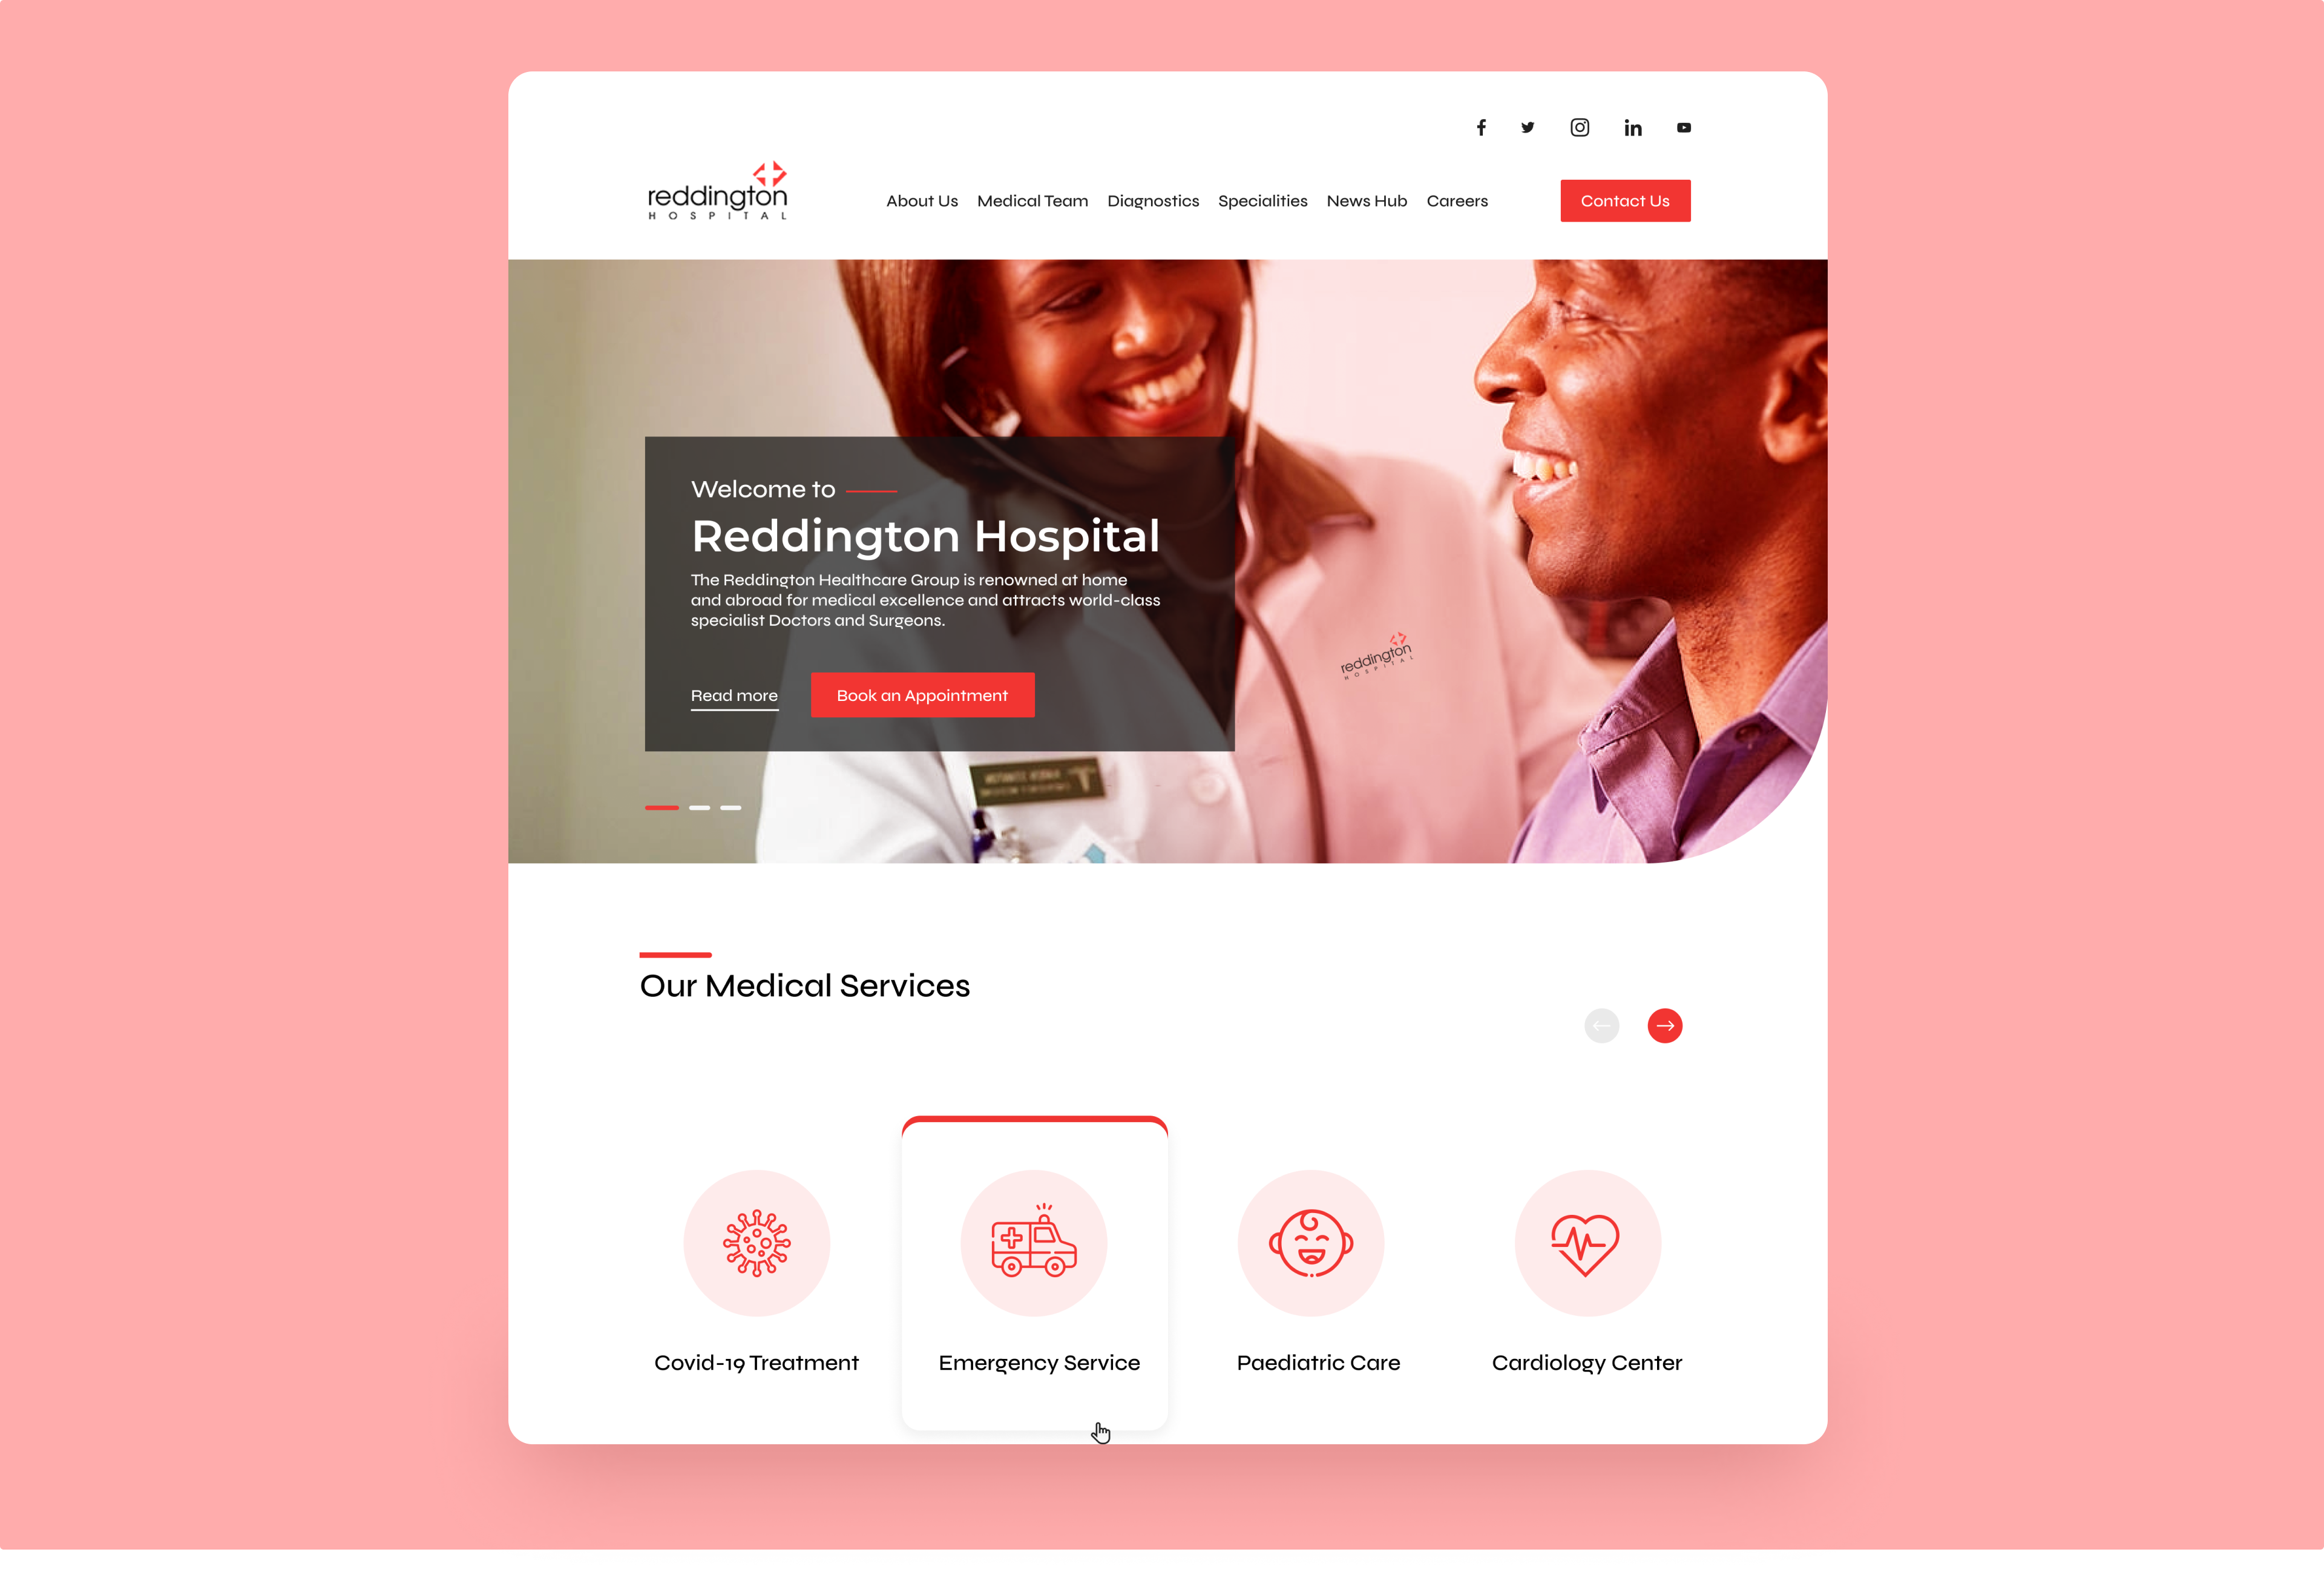 reddington
HOSPITAL
About Us Medical Team Diagnostics Specialities News Hub Careers Contact Us
Welcome to
Reddington Hospital
The Reddington Healthcare Group is renowned at home
and abroad for medical excellence and attracts world-class
specialist Doctors and Surgeons.
Read more Book an Appointment
reddington
HOSPITAL
Our Medical Services
Covid-19 Treatment Emergency Service Paediatric Care Cardiology Center